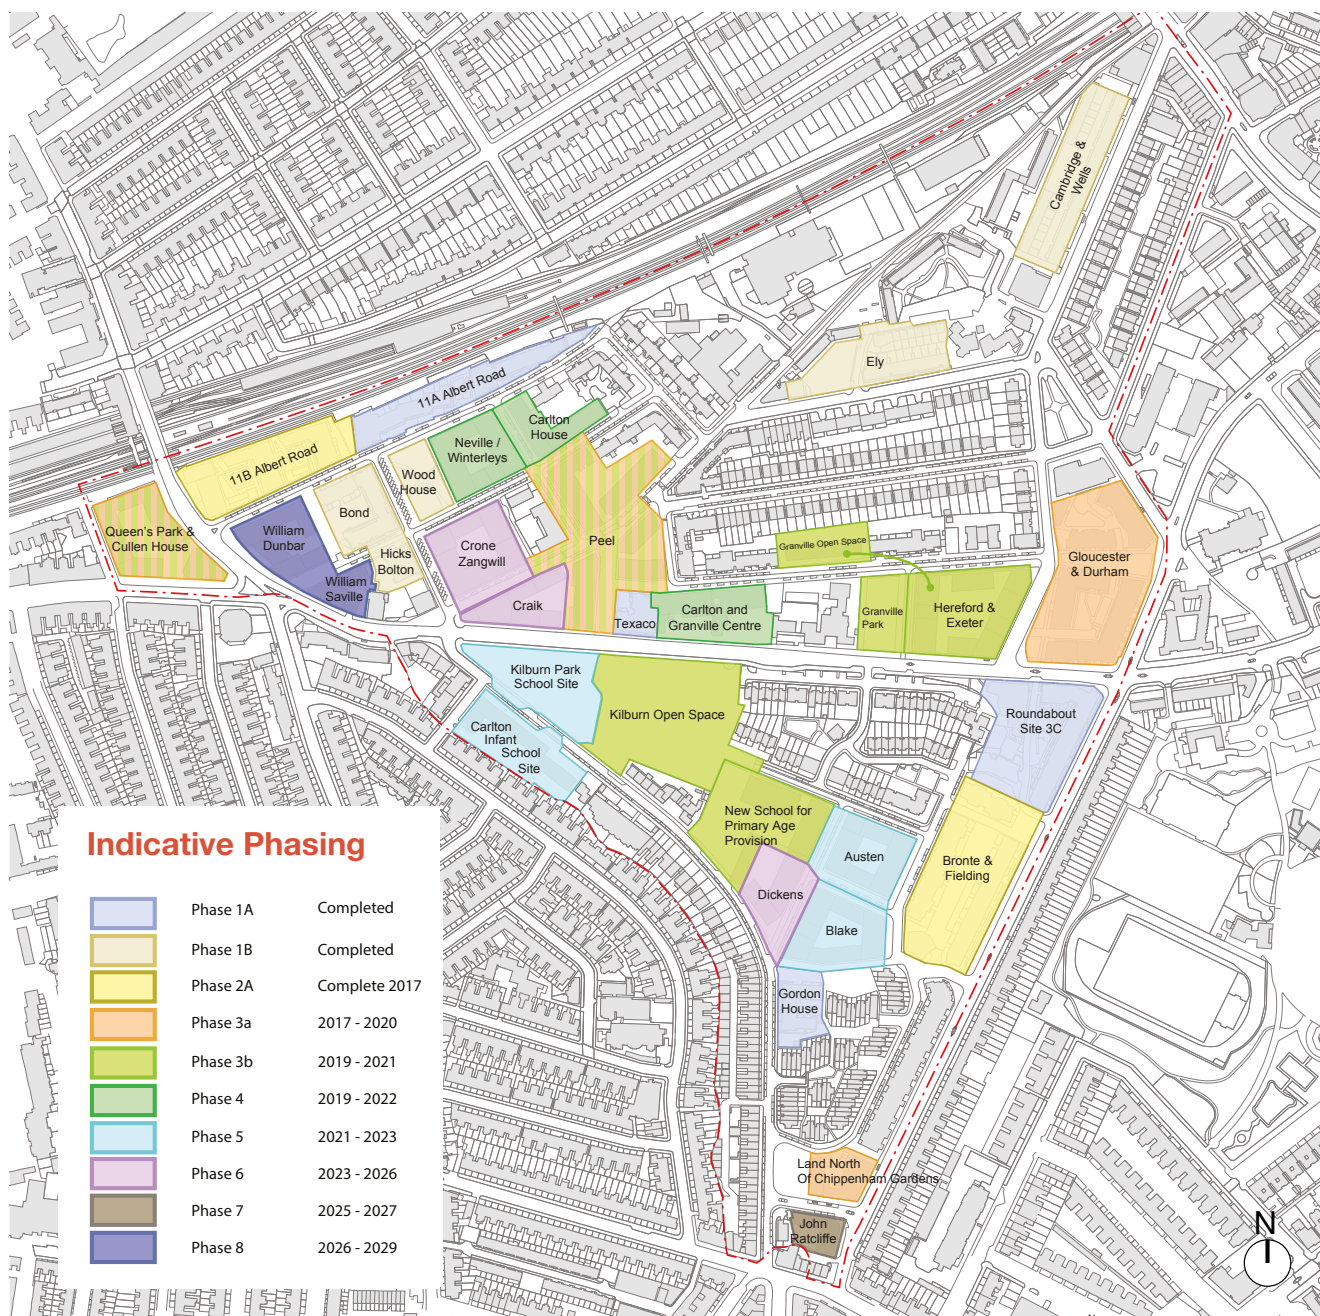 Cambridge &
Wells
Ely
11A Albert Road
Carlton
House
Neville /
Winterleys
11B Albert Road
Wood
House
Bond
Queen's Park &
Cullen House
William
Dunbar
Hicks
Bolton
William
Saville
Crone
Zangwill
Craik
Peel
Granville Open Space
Gloucester
& Durham
Texaco
Carlton and
Granville Centre
Granville
Park
Hereford &
Exeter
Kilburn Park
School Site
Kilburn Open Space
Roundabout
Site 3C
Carlton
Infant
School
Site
New School for
Primary Age
Provision
Austen
Bronte &
Fielding
Dickens
Blake
Gordon
House
Land North
Of Chippenham Gardens
John
Ratcliffe
N
Indicative Phasing
Phase 1A Completed
Phase 1B Completed
Phase 2A Complete 2017
Phase 3a 2017 - 2020
Phase 3b 2019 - 2021
Phase 4 2019 - 2022
Phase 5 2021 - 2023
Phase 6 2023 - 2026
Phase 7 2025 - 2027
Phase 8 2026 - 2029